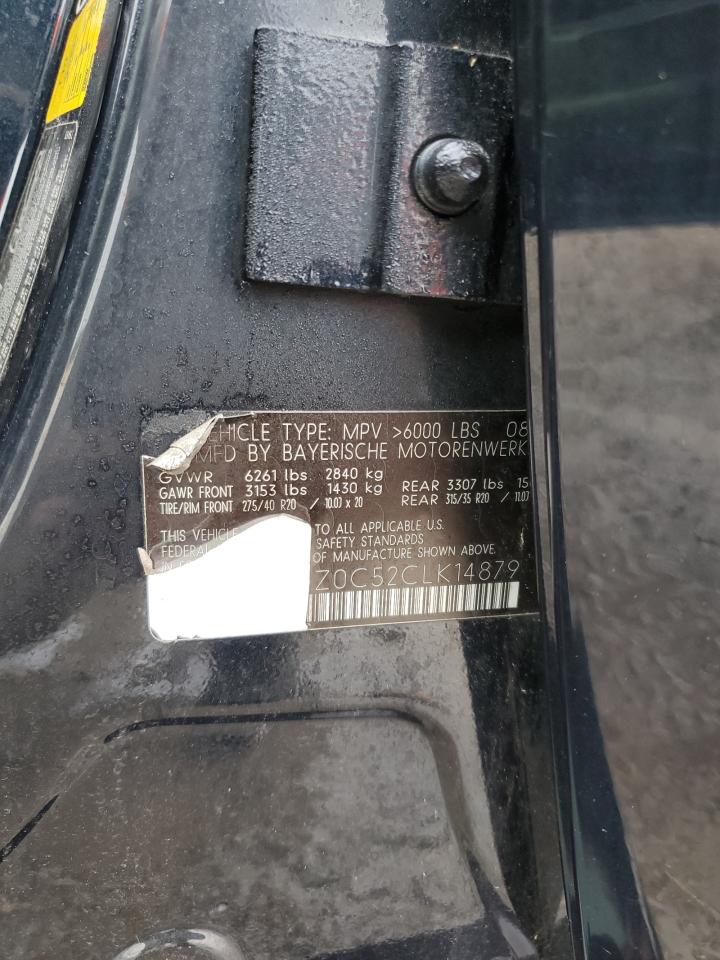 HICLE TYPE: MPV >6000 LBS 08
MFD BY BAYERISCHE MOTORENWERK
GVWR 6261 lbs 2840 kg
GAWR FRONT 3153 lbs 1430 kg REAR 3307 lbs 15
TIRE/RIM FRONT 275/40 R20 / 10.0J x 20 REAR 315/35 R20 / 11.0J
THIS VEHICLE TO ALL APPLICABLE U.S.
FEDERAL SAFETY STANDARDS
IN OF MANUFACTURE SHOWN ABOVE.
Z0C52CLK14879